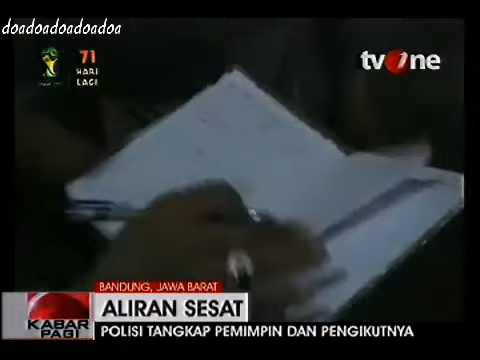 doadoadoadoadoa
71
HARI
LAGI
tvOne
BANDUNG, JAWA BARAT
ALIRAN SESAT
KABAR
PAGI
POLISI TANGKAP PEMIMPIN DAN PENGIKUTNYA